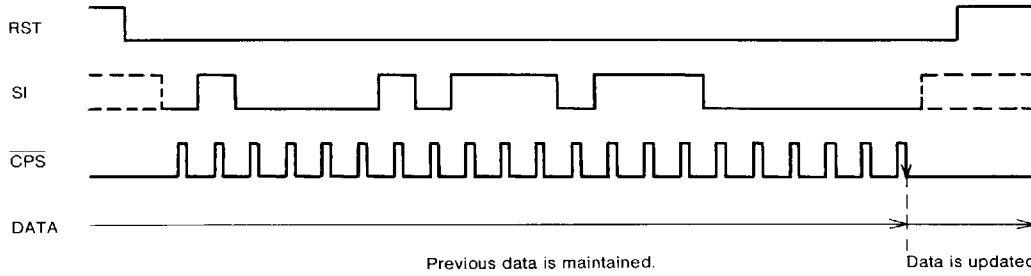 RST
SI
CPS
DATA
Previous data is maintained.
Data is updated